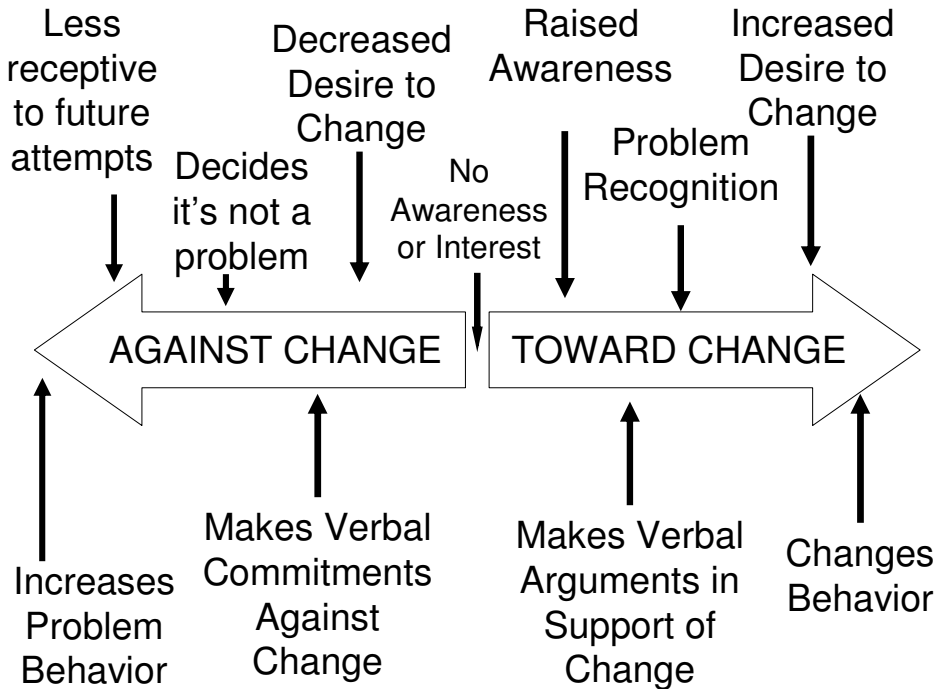 Less
receptive
to future
attempts
Decides
it's not a
problem
Decreased
Desire to
Change
No
Awareness
or Interest
Raised
Awareness
Problem
Recognition
Increased
Desire to
Change
AGAINST CHANGE
TOWARD CHANGE
Increases
Problem
Behavior
Makes Verbal
Commitments
Against
Change
Makes Verbal
Arguments in
Support of
Change
Changes
Behavior